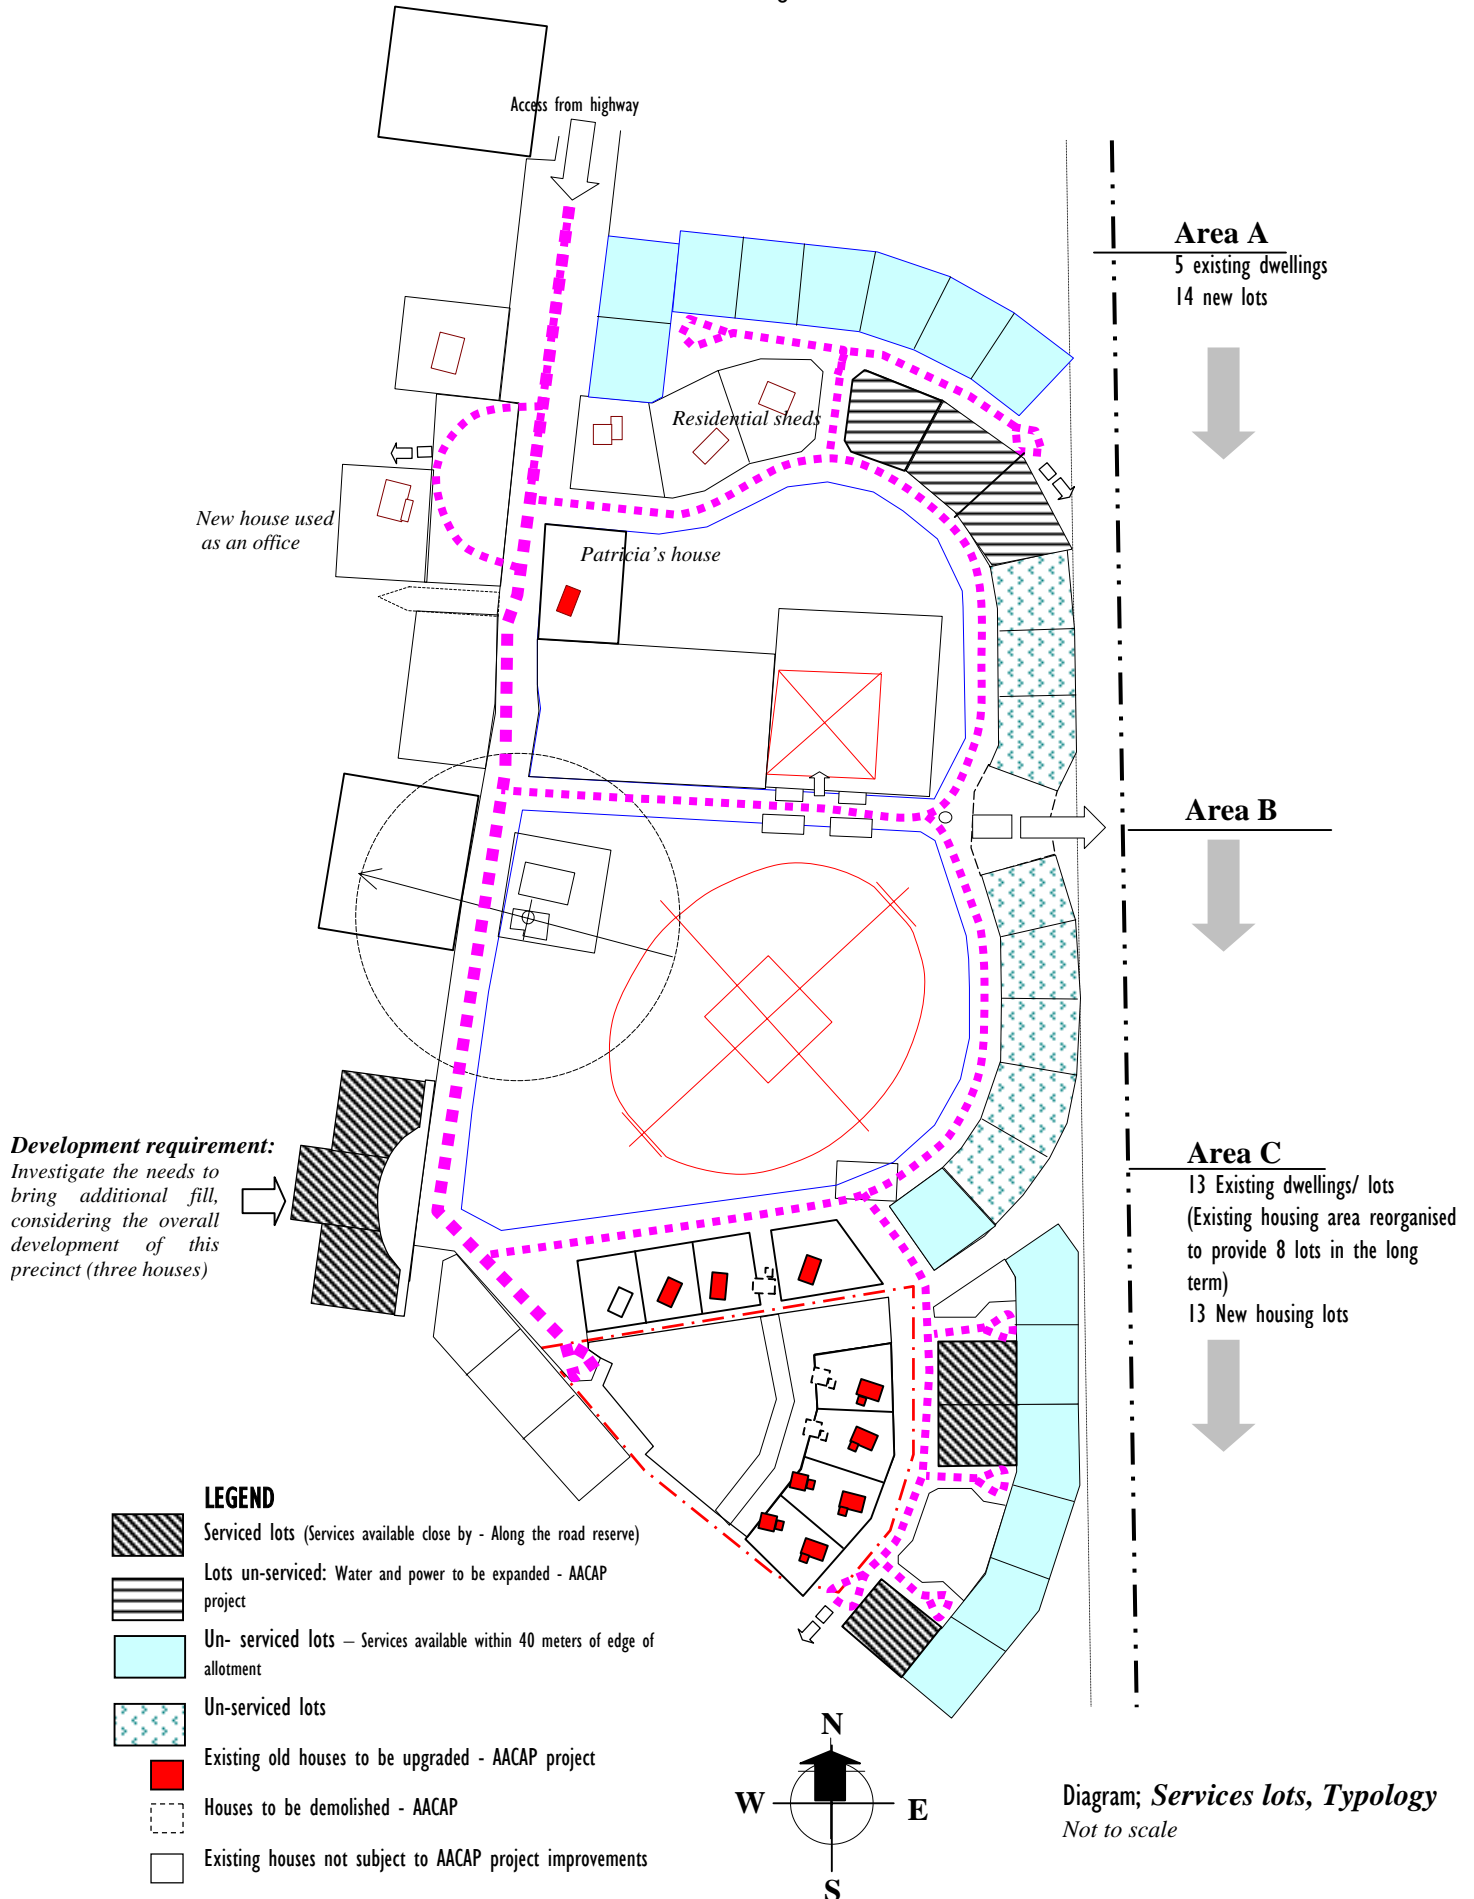 Access from highway
Area A
5 existing dwellings
14 new lots
Residential sheds
New house used
as an office
Patricia's house
Area B
Development requirement:
Investigate the needs to
bring additional fill,
considering the overall
development of this
precinct (three houses)
Area C
13 Existing dwellings/ lots
(Existing housing area reorganised
to provide 8 lots in the long
term)
13 New housing lots
LEGEND
Serviced lots (Services available close by - Along the road reserve)
Lots un-serviced: Water and power to be expanded - AACAP
project
Un- serviced lots – Services available within 40 meters of edge of
allotment
Un-serviced lots
Existing old houses to be upgraded - AACAP project
Houses to be demolished - AACAP
Existing houses not subject to AACAP project improvements
N
W E
S
Diagram; Services lots, Typology
Not to scale